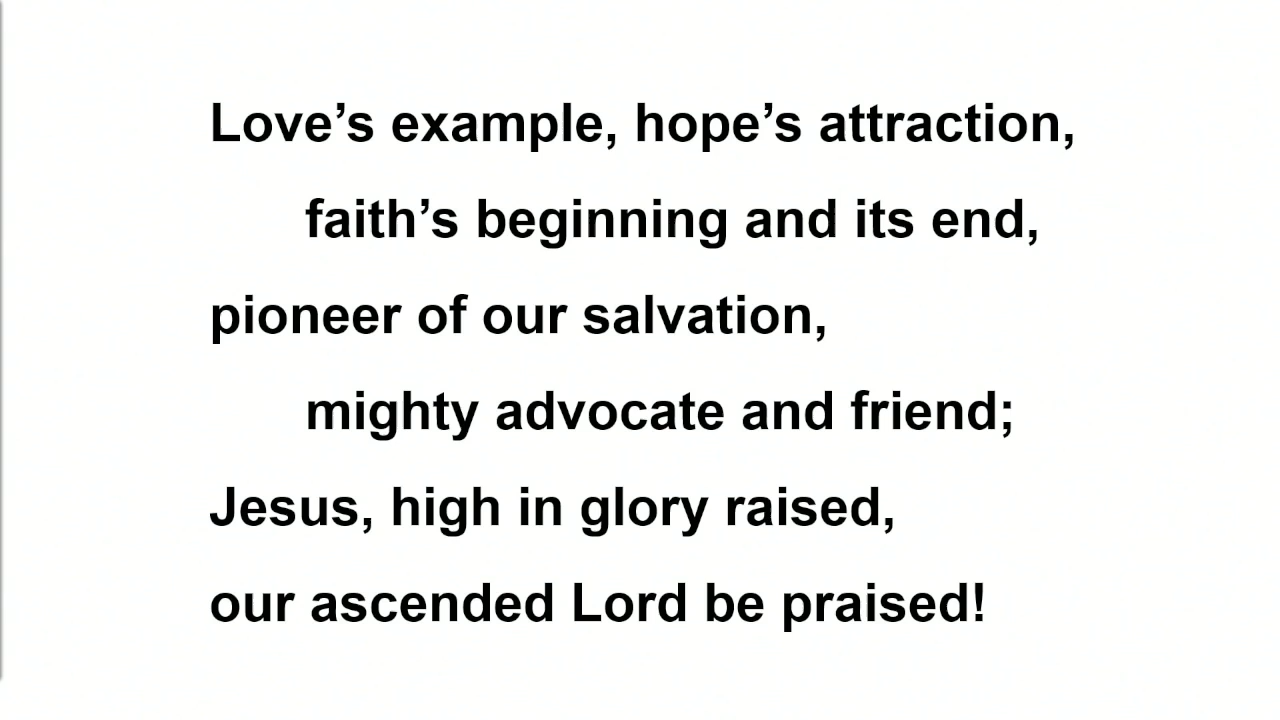 Love’s example, hope’s attraction,
faith’s beginning and its end,
pioneer of our salvation,
mighty advocate and friend;
Jesus, high in glory raised,
our ascended Lord be praised!